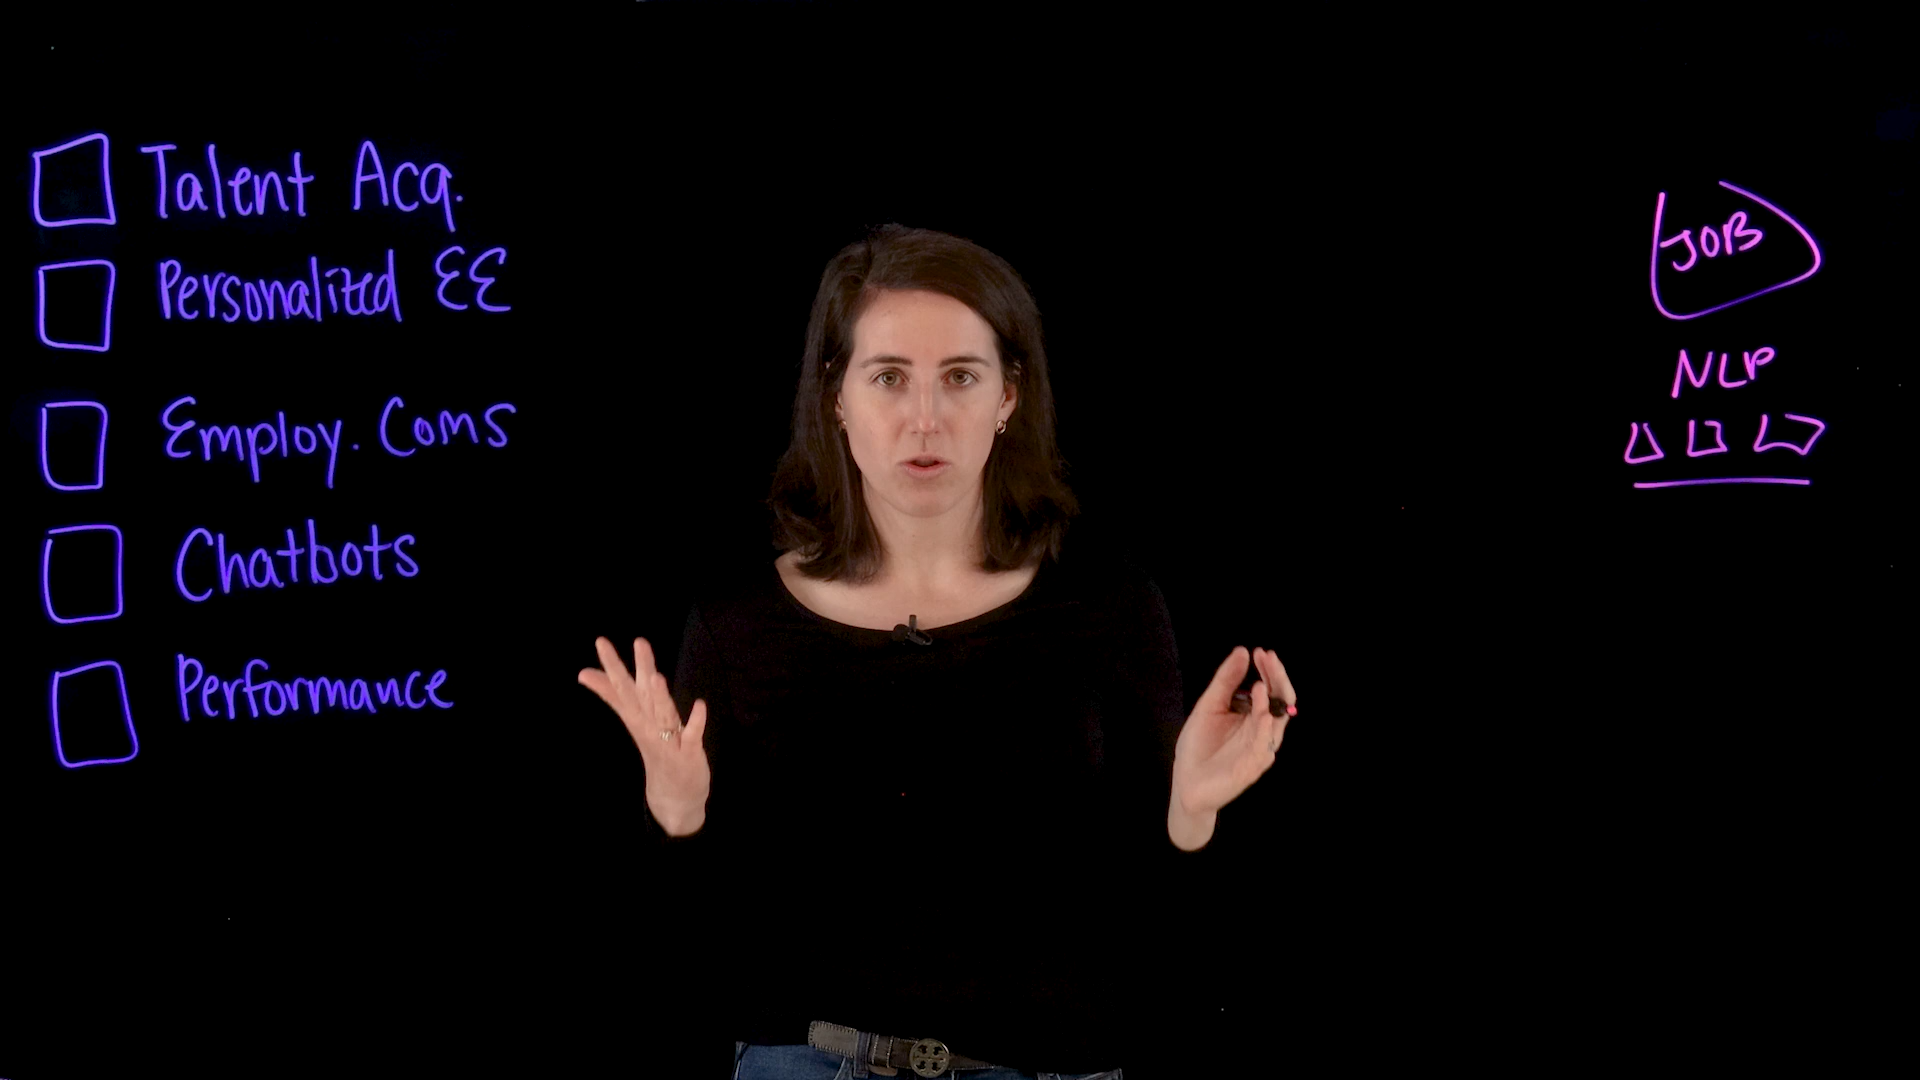 Talent Acq.
Personalized EE
Employ. Coms
Chatbots
Performance
JOB
NLP